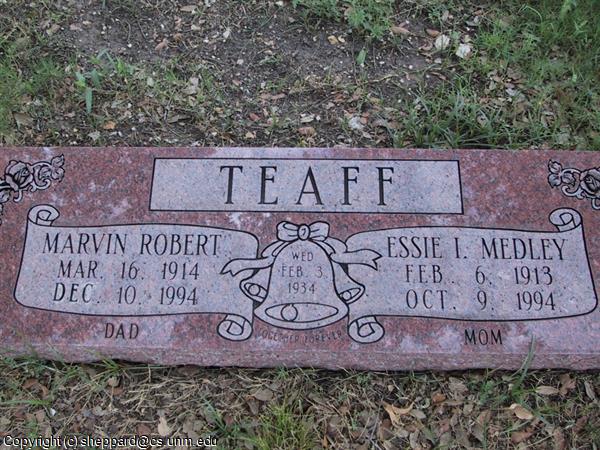 TEAFF
MARVIN ROBERT
MAR. 16. 1914
DEC. 10. 1994
WED
FEB. 3.
1934
ESSIE I. MEDLEY
FEB. 6. 1913
OCT. 9. 1994
TOGETHER FOREVER
DAD
MOM
Copyright (c) sheppard@cs.unm.edu